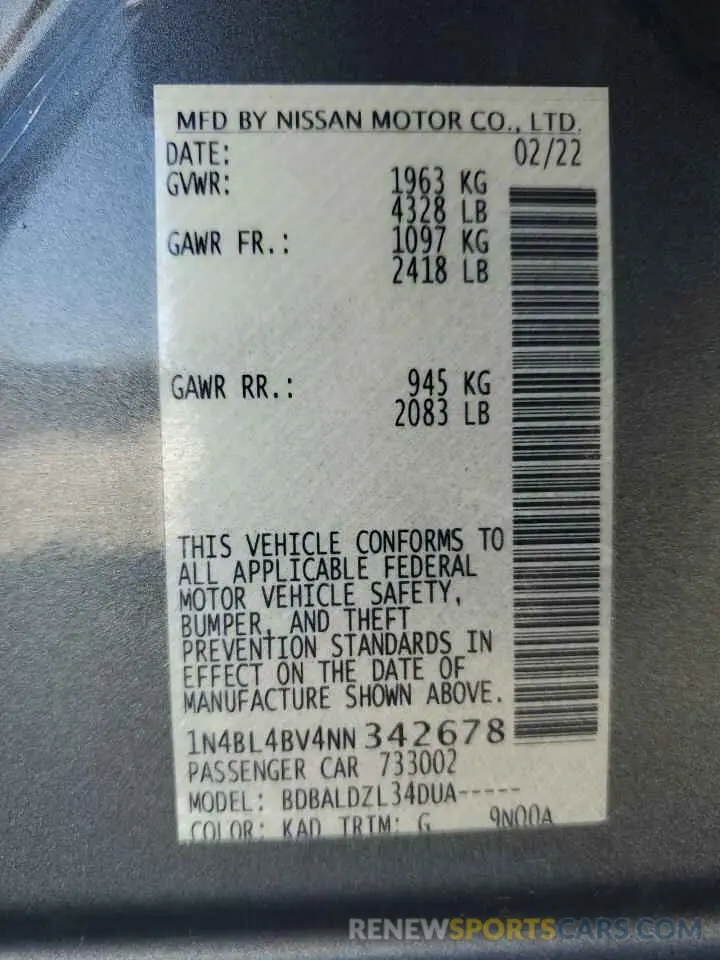 MFD BY NISSAN MOTOR CO., LTD.
DATE: 02/22
GVWR: 1963 KG
4328 LB
GAWR FR.: 1097 KG
2418 LB
GAWR RR.: 945 KG
2083 LB
THIS VEHICLE CONFORMS TO
ALL APPLICABLE FEDERAL
MOTOR VEHICLE SAFETY,
BUMPER, AND THEFT
PREVENTION STANDARDS IN
EFFECT ON THE DATE OF
MANUFACTURE SHOWN ABOVE.
1N4BL4BV4NN342678
PASSENGER CAR 733002
MODEL: BDBALDZL34DUA-----
COLOR: KAD TRIM: G 9N00A
RENEWSPORTSCARS.COM